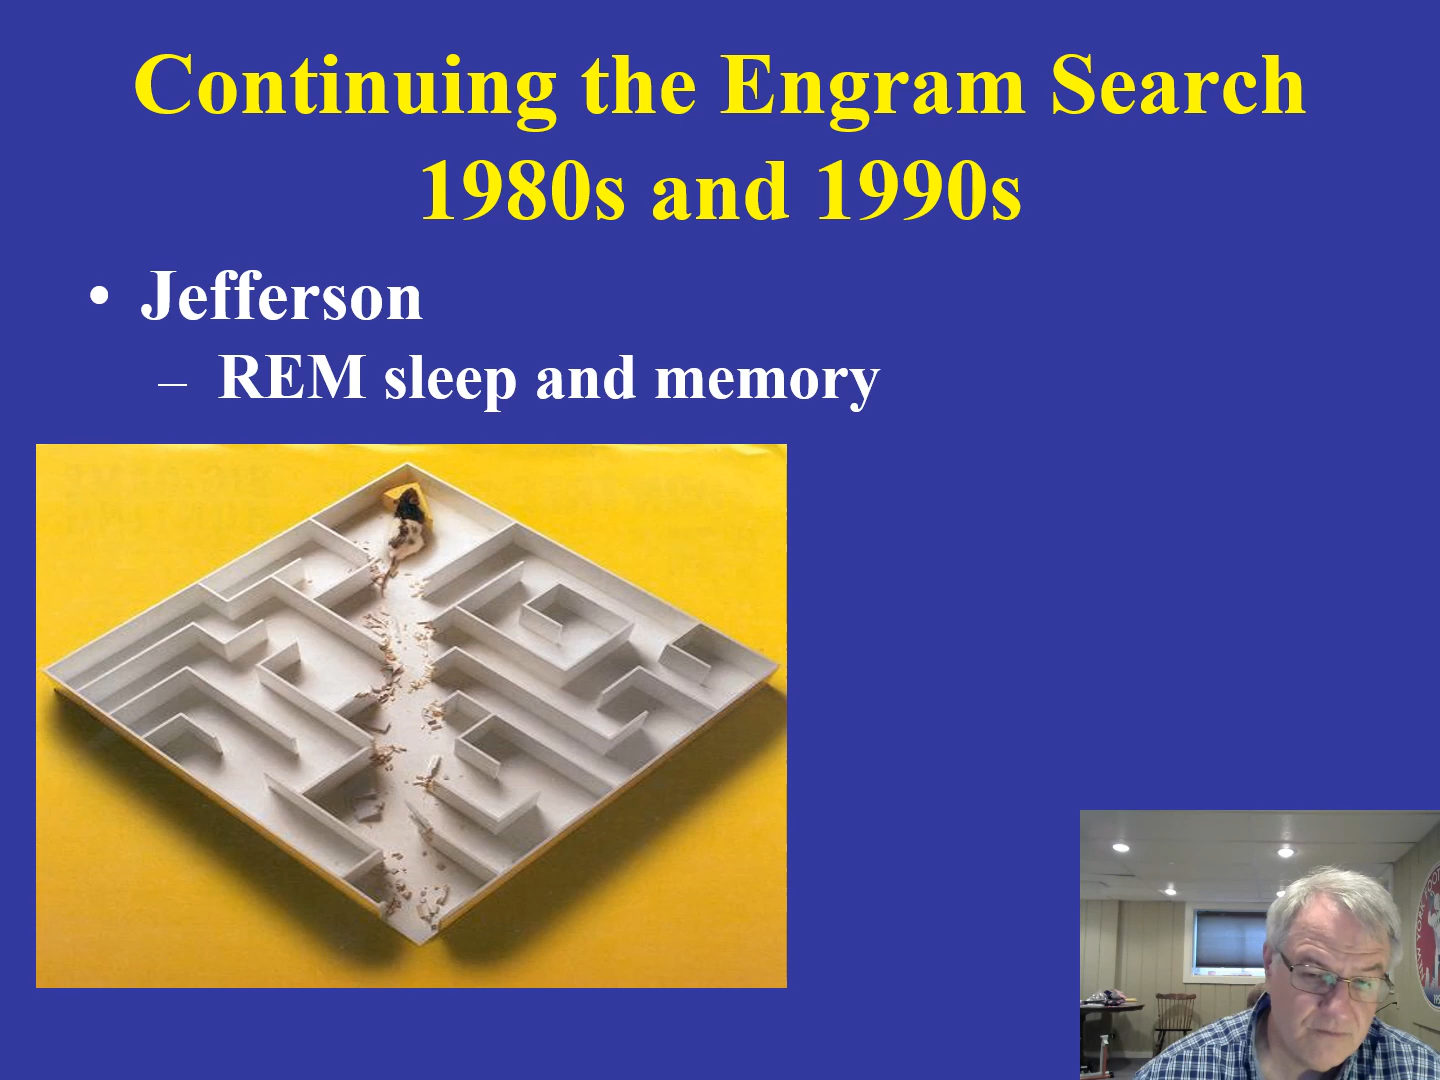 Continuing the Engram Search
1980s and 1990s
• Jefferson
– REM sleep and memory